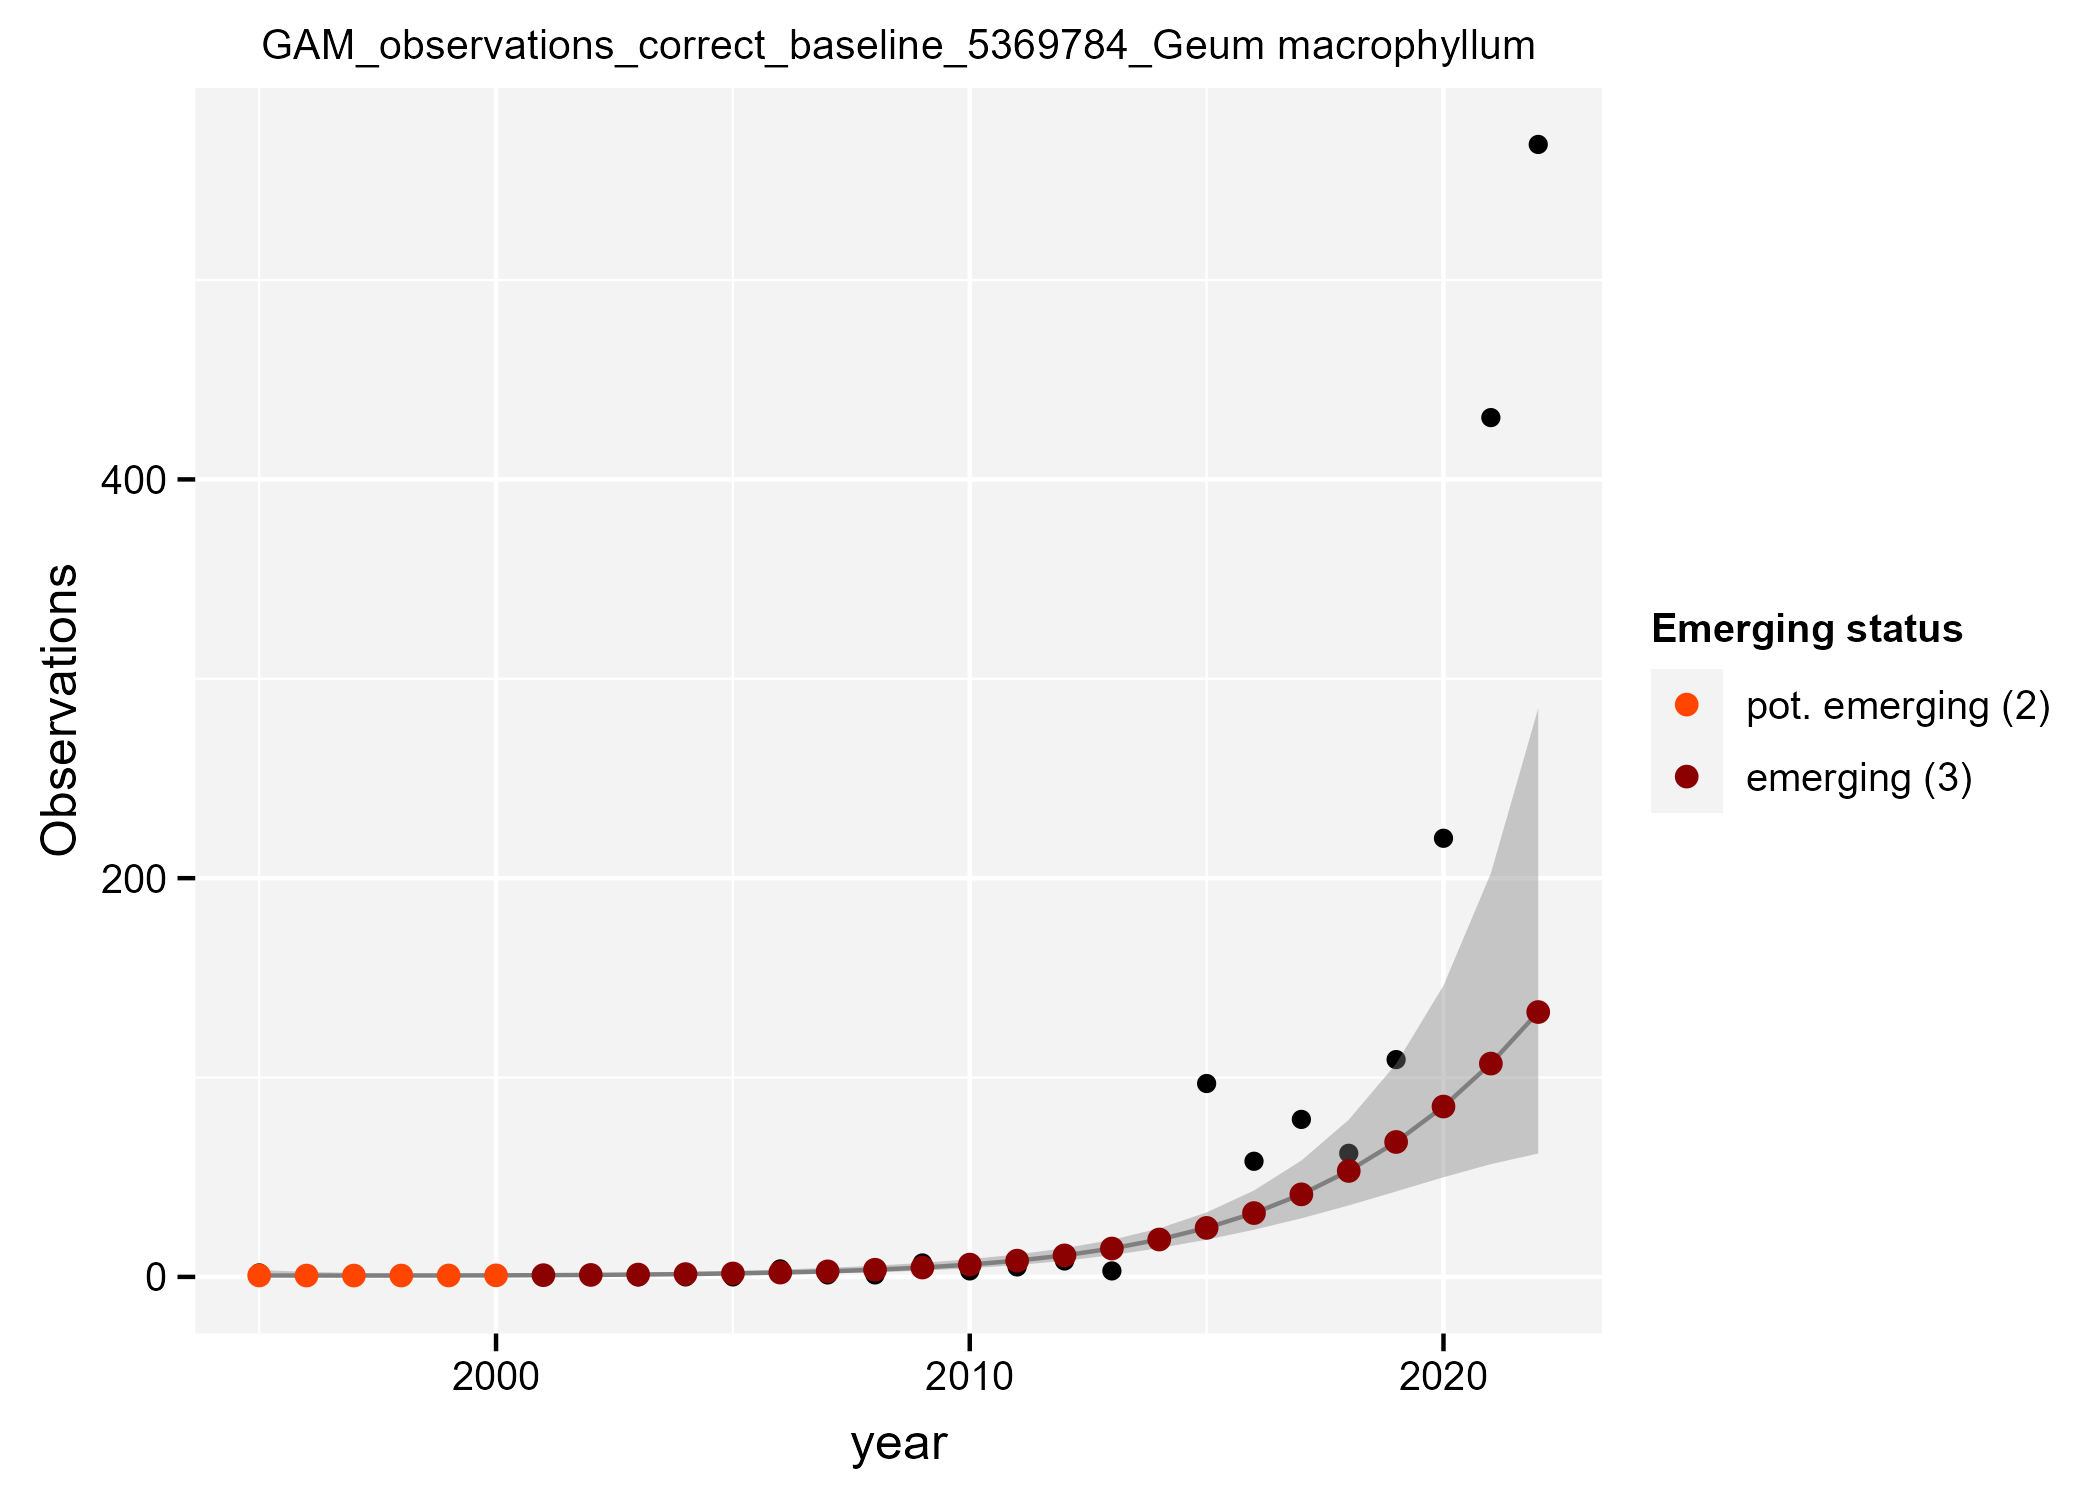 GAM_observations_correct_baseline_5369784_Geum macrophyllum
Observations
400
200
0
2000
2010
2020
year
Emerging status
pot. emerging (2)
emerging (3)